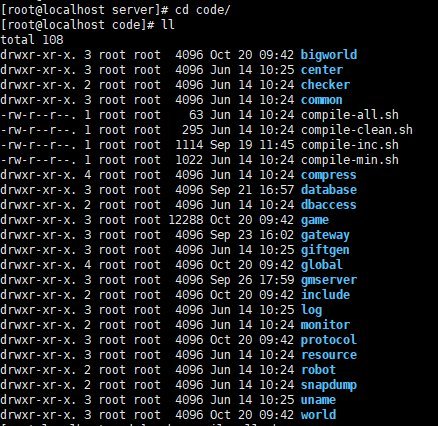 [root@localhost server]# cd code/
[root@localhost code]# ll
total 108
drwxr-xr-x. 3 root root  4096 Oct 20 09:42 bigworld
drwxr-xr-x. 3 root root  4096 Jun 14 10:25 center
drwxr-xr-x. 2 root root  4096 Jun 14 10:24 checker
drwxr-xr-x. 3 root root  4096 Jun 14 10:24 common
-rw-r--r--. 1 root root    63 Jun 14 10:24 compile-all.sh
-rw-r--r--. 1 root root   295 Jun 14 10:24 compile-clean.sh
-rw-r--r--. 1 root root  1114 Sep 19 11:45 compile-inc.sh
-rw-r--r--. 1 root root  1022 Jun 14 10:24 compile-min.sh
drwxr-xr-x. 4 root root  4096 Jun 14 10:24 compress
drwxr-xr-x. 3 root root  4096 Sep 21 16:57 database
drwxr-xr-x. 2 root root  4096 Jun 14 10:24 dbaccess
drwxr-xr-x. 3 root root 12288 Oct 20 09:42 game
drwxr-xr-x. 3 root root  4096 Sep 23 16:02 gateway
drwxr-xr-x. 3 root root  4096 Jun 14 10:25 giftgen
drwxr-xr-x. 4 root root  4096 Oct 20 09:42 global
drwxr-xr-x. 3 root root  4096 Sep 26 17:59 gmserver
drwxr-xr-x. 2 root root  4096 Oct 20 09:42 include
drwxr-xr-x. 3 root root  4096 Jun 14 10:25 log
drwxr-xr-x. 2 root root  4096 Jun 14 10:24 monitor
drwxr-xr-x. 3 root root  4096 Oct 20 09:42 protocol
drwxr-xr-x. 3 root root  4096 Jun 14 10:24 resource
drwxr-xr-x. 2 root root  4096 Jun 14 10:24 robot
drwxr-xr-x. 2 root root  4096 Jun 14 10:24 snapdump
drwxr-xr-x. 3 root root  4096 Jun 14 10:25 uname
drwxr-xr-x. 3 root root  4096 Oct 20 09:42 world